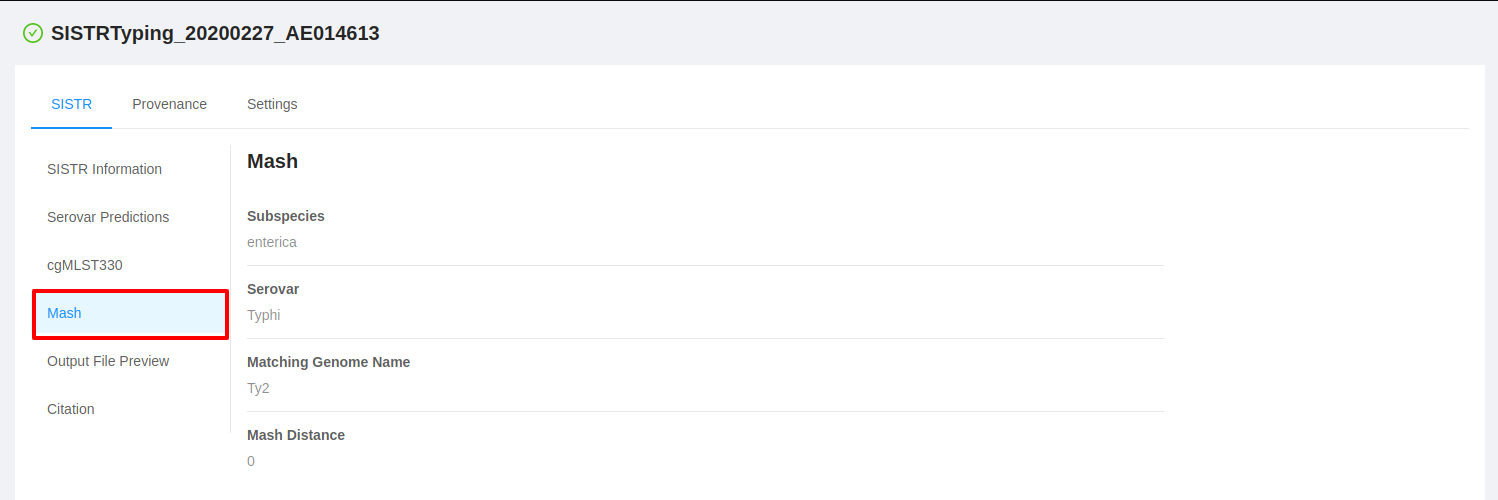 SISTRTyping_20200227_AE014613
SISTR Provenance Settings
SISTR Information
Serovar Predictions
cgMLST330
Mash
Output File Preview
Citation
Mash
Subspecies
enterica
Serovar
Typhi
Matching Genome Name
Ty2
Mash Distance
0